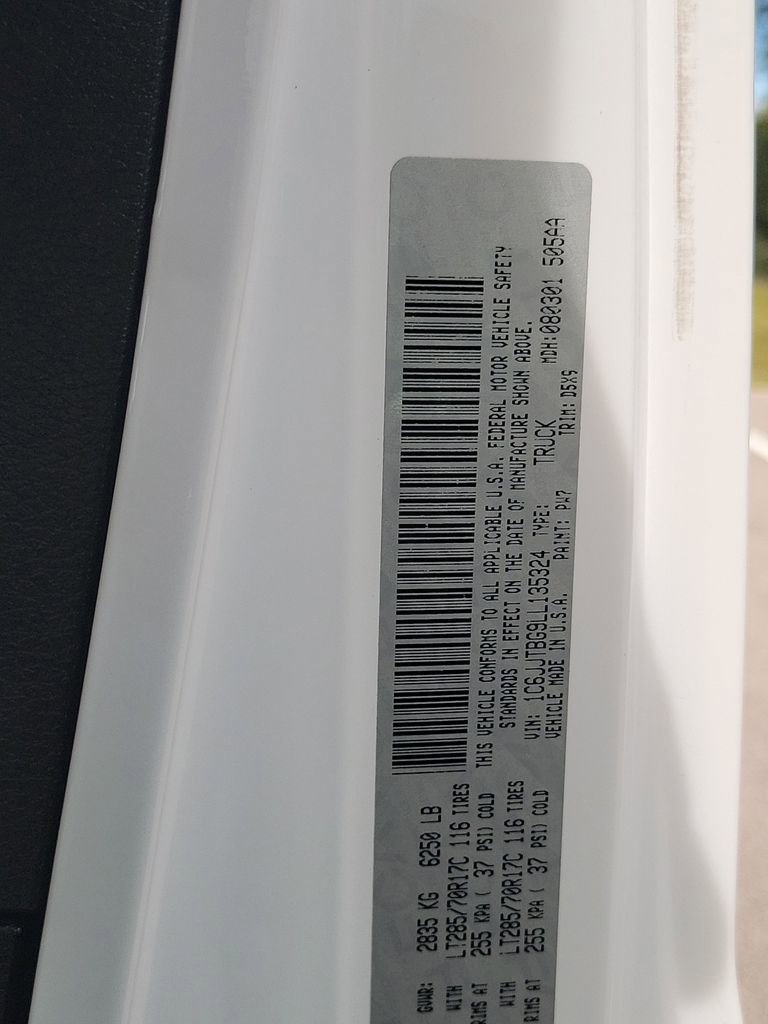 GVWR: 2835 KG 6250 LB
WITH LT285/70R17C 116 TIRES
RIMS AT 255 KPA ( 37 PSI) COLD
WITH LT285/70R17C 116 TIRES
RIMS AT 255 KPA ( 37 PSI) COLD
THIS VEHICLE CONFORMS TO ALL APPLICABLE U.S.A. FEDERAL MOTOR VEHICLE SAFETY
STANDARDS IN EFFECT ON THE DATE OF MANUFACTURE SHOWN ABOVE.
VIN: 1C6JJTBG9LL135324 TYPE: TRUCK MDH:080301 505AA
VEHICLE MADE IN U.S.A. PAINT: PW7 TRIM: D5X9